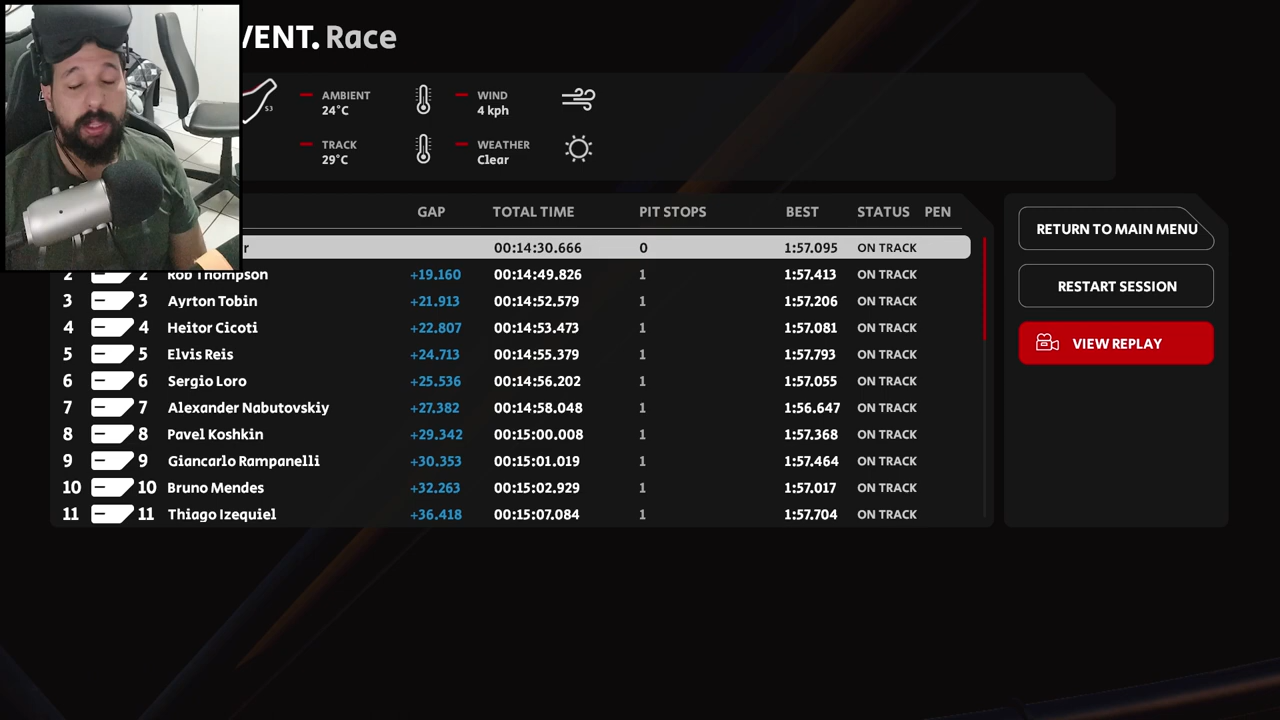 Race
S3
AMBIENT
24°C
WIND
4 kph
TRACK
29°C
WEATHER
Clear
GAP TOTAL TIME PIT STOPS BEST STATUS PEN
00:14:30.666 0 1:57.095 ON TRACK
2 2 Rob Thompson +19.160 00:14:49.826 1 1:57.413 ON TRACK
3 3 Ayrton Tobin +21.913 00:14:52.579 1 1:57.206 ON TRACK
4 4 Heitor Cicoti +22.807 00:14:53.473 1 1:57.081 ON TRACK
5 5 Elvis Reis +24.713 00:14:55.379 1 1:57.793 ON TRACK
6 6 Sergio Loro +25.536 00:14:56.202 1 1:57.055 ON TRACK
7 7 Alexander Nabutovskiy +27.382 00:14:58.048 1 1:56.647 ON TRACK
8 8 Pavel Koshkin +29.342 00:15:00.008 1 1:57.368 ON TRACK
9 9 Giancarlo Rampanelli +30.353 00:15:01.019 1 1:57.464 ON TRACK
10 10 Bruno Mendes +32.263 00:15:02.929 1 1:57.017 ON TRACK
11 11 Thiago Izequiel +36.418 00:15:07.084 1 1:57.704 ON TRACK
RETURN TO MAIN MENU
RESTART SESSION
VIEW REPLAY